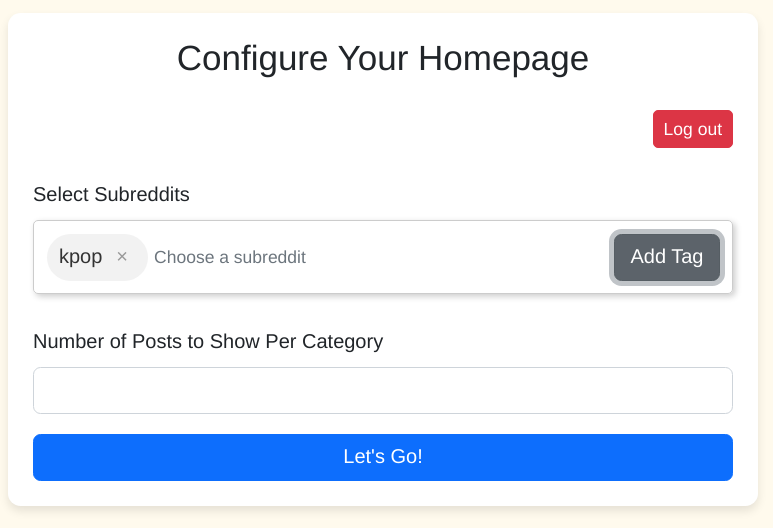 Configure Your Homepage
Log out
Select Subreddits
kpop × Choose a subreddit Add Tag
Number of Posts to Show Per Category
Let's Go!